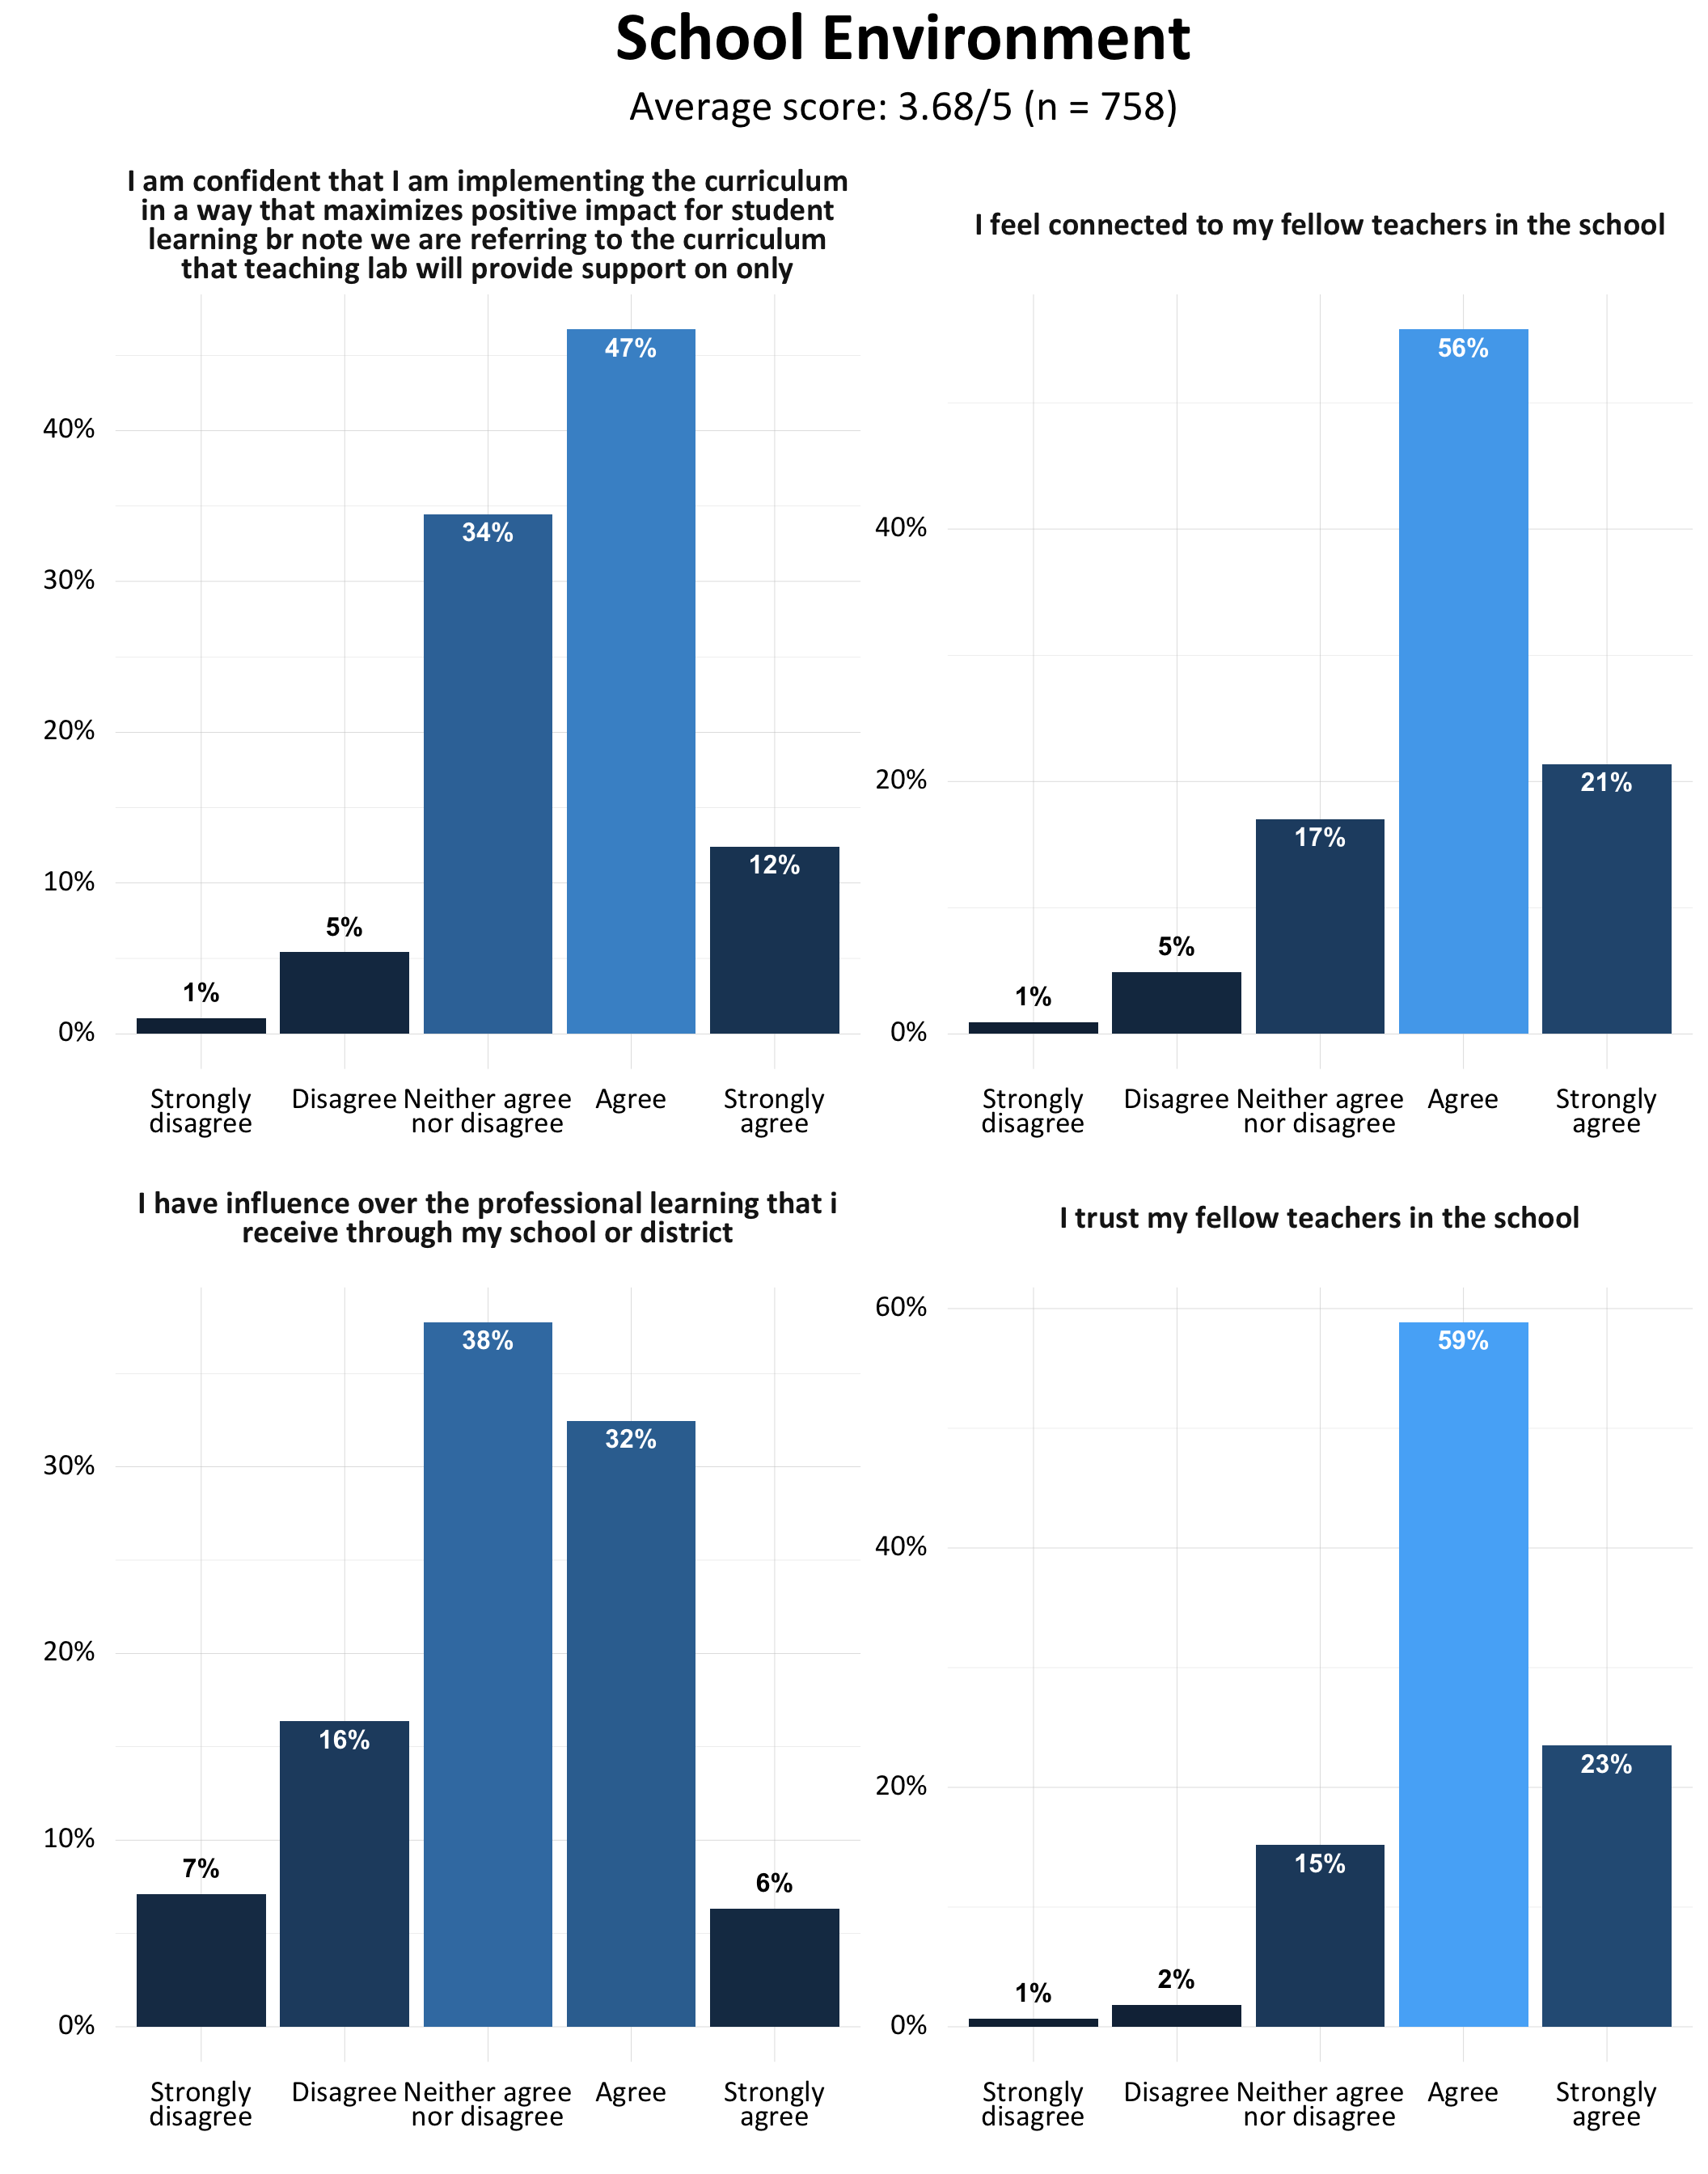 School Environment
Average score: 3.68/5 (n = 758)
I am confident that I am implementing the curriculum
in a way that maximizes positive impact for student
learning br note we are referring to the curriculum
that teaching lab will provide support on only
40%
30%
20%
10%
0%
1%
5%
34%
47%
12%
Strongly
disagree
Disagree
Neither agree
nor disagree
Agree
Strongly
agree
I feel connected to my fellow teachers in the school
40%
20%
0%
1%
5%
17%
56%
21%
Strongly
disagree
Disagree
Neither agree
nor disagree
Agree
Strongly
agree
I have influence over the professional learning that i
receive through my school or district
30%
20%
10%
0%
7%
16%
38%
32%
6%
Strongly
disagree
Disagree
Neither agree
nor disagree
Agree
Strongly
agree
I trust my fellow teachers in the school
60%
40%
20%
0%
1%
2%
15%
59%
23%
Strongly
disagree
Disagree
Neither agree
nor disagree
Agree
Strongly
agree